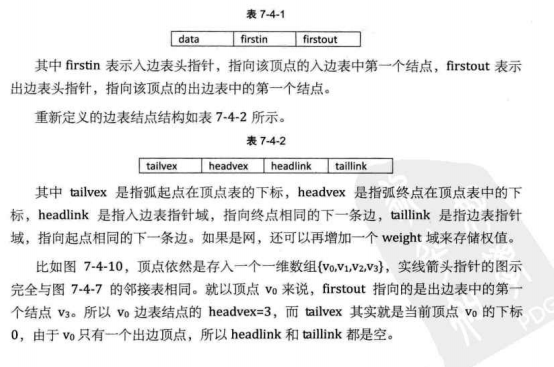 表 7-4-1
data firstin firstout
其中 firstin 表示入边表头指针，指向该顶点的入边表中第一个结点，firstout 表示
出边表头指针，指向该顶点的出边表中的第一个结点。
重新定义的边表结点结构如表 7-4-2 所示。
表 7-4-2
tailvex headvex headlink taillink
其中 tailvex 是指弧起点在顶点表的下标，headvex 是指弧终点在顶点表中的下
标，headlink 是指入边表指针域，指向终点相同的下一条边，taillink 是指边表指针
域，指向起点相同的下一条边。如果是网，还可以再增加一个 weight 域来存储权值。
比如图 7-4-10，顶点依然是存入一个一维数组{v₀,v₁,v₂,v₃}，实线箭头指针的图示
完全与图 7-4-7 的邻接表相同。就以顶点 v₀ 来说，firstout 指向的是出边表中的第一
个结点 v₃。所以 v₀ 边表结点的 headvex=3，而 tailvex 其实就是当前顶点 v₀ 的下标
0，由于 v₀ 只有一个出边顶点，所以 headlink 和 taillink 都是空。
PDG